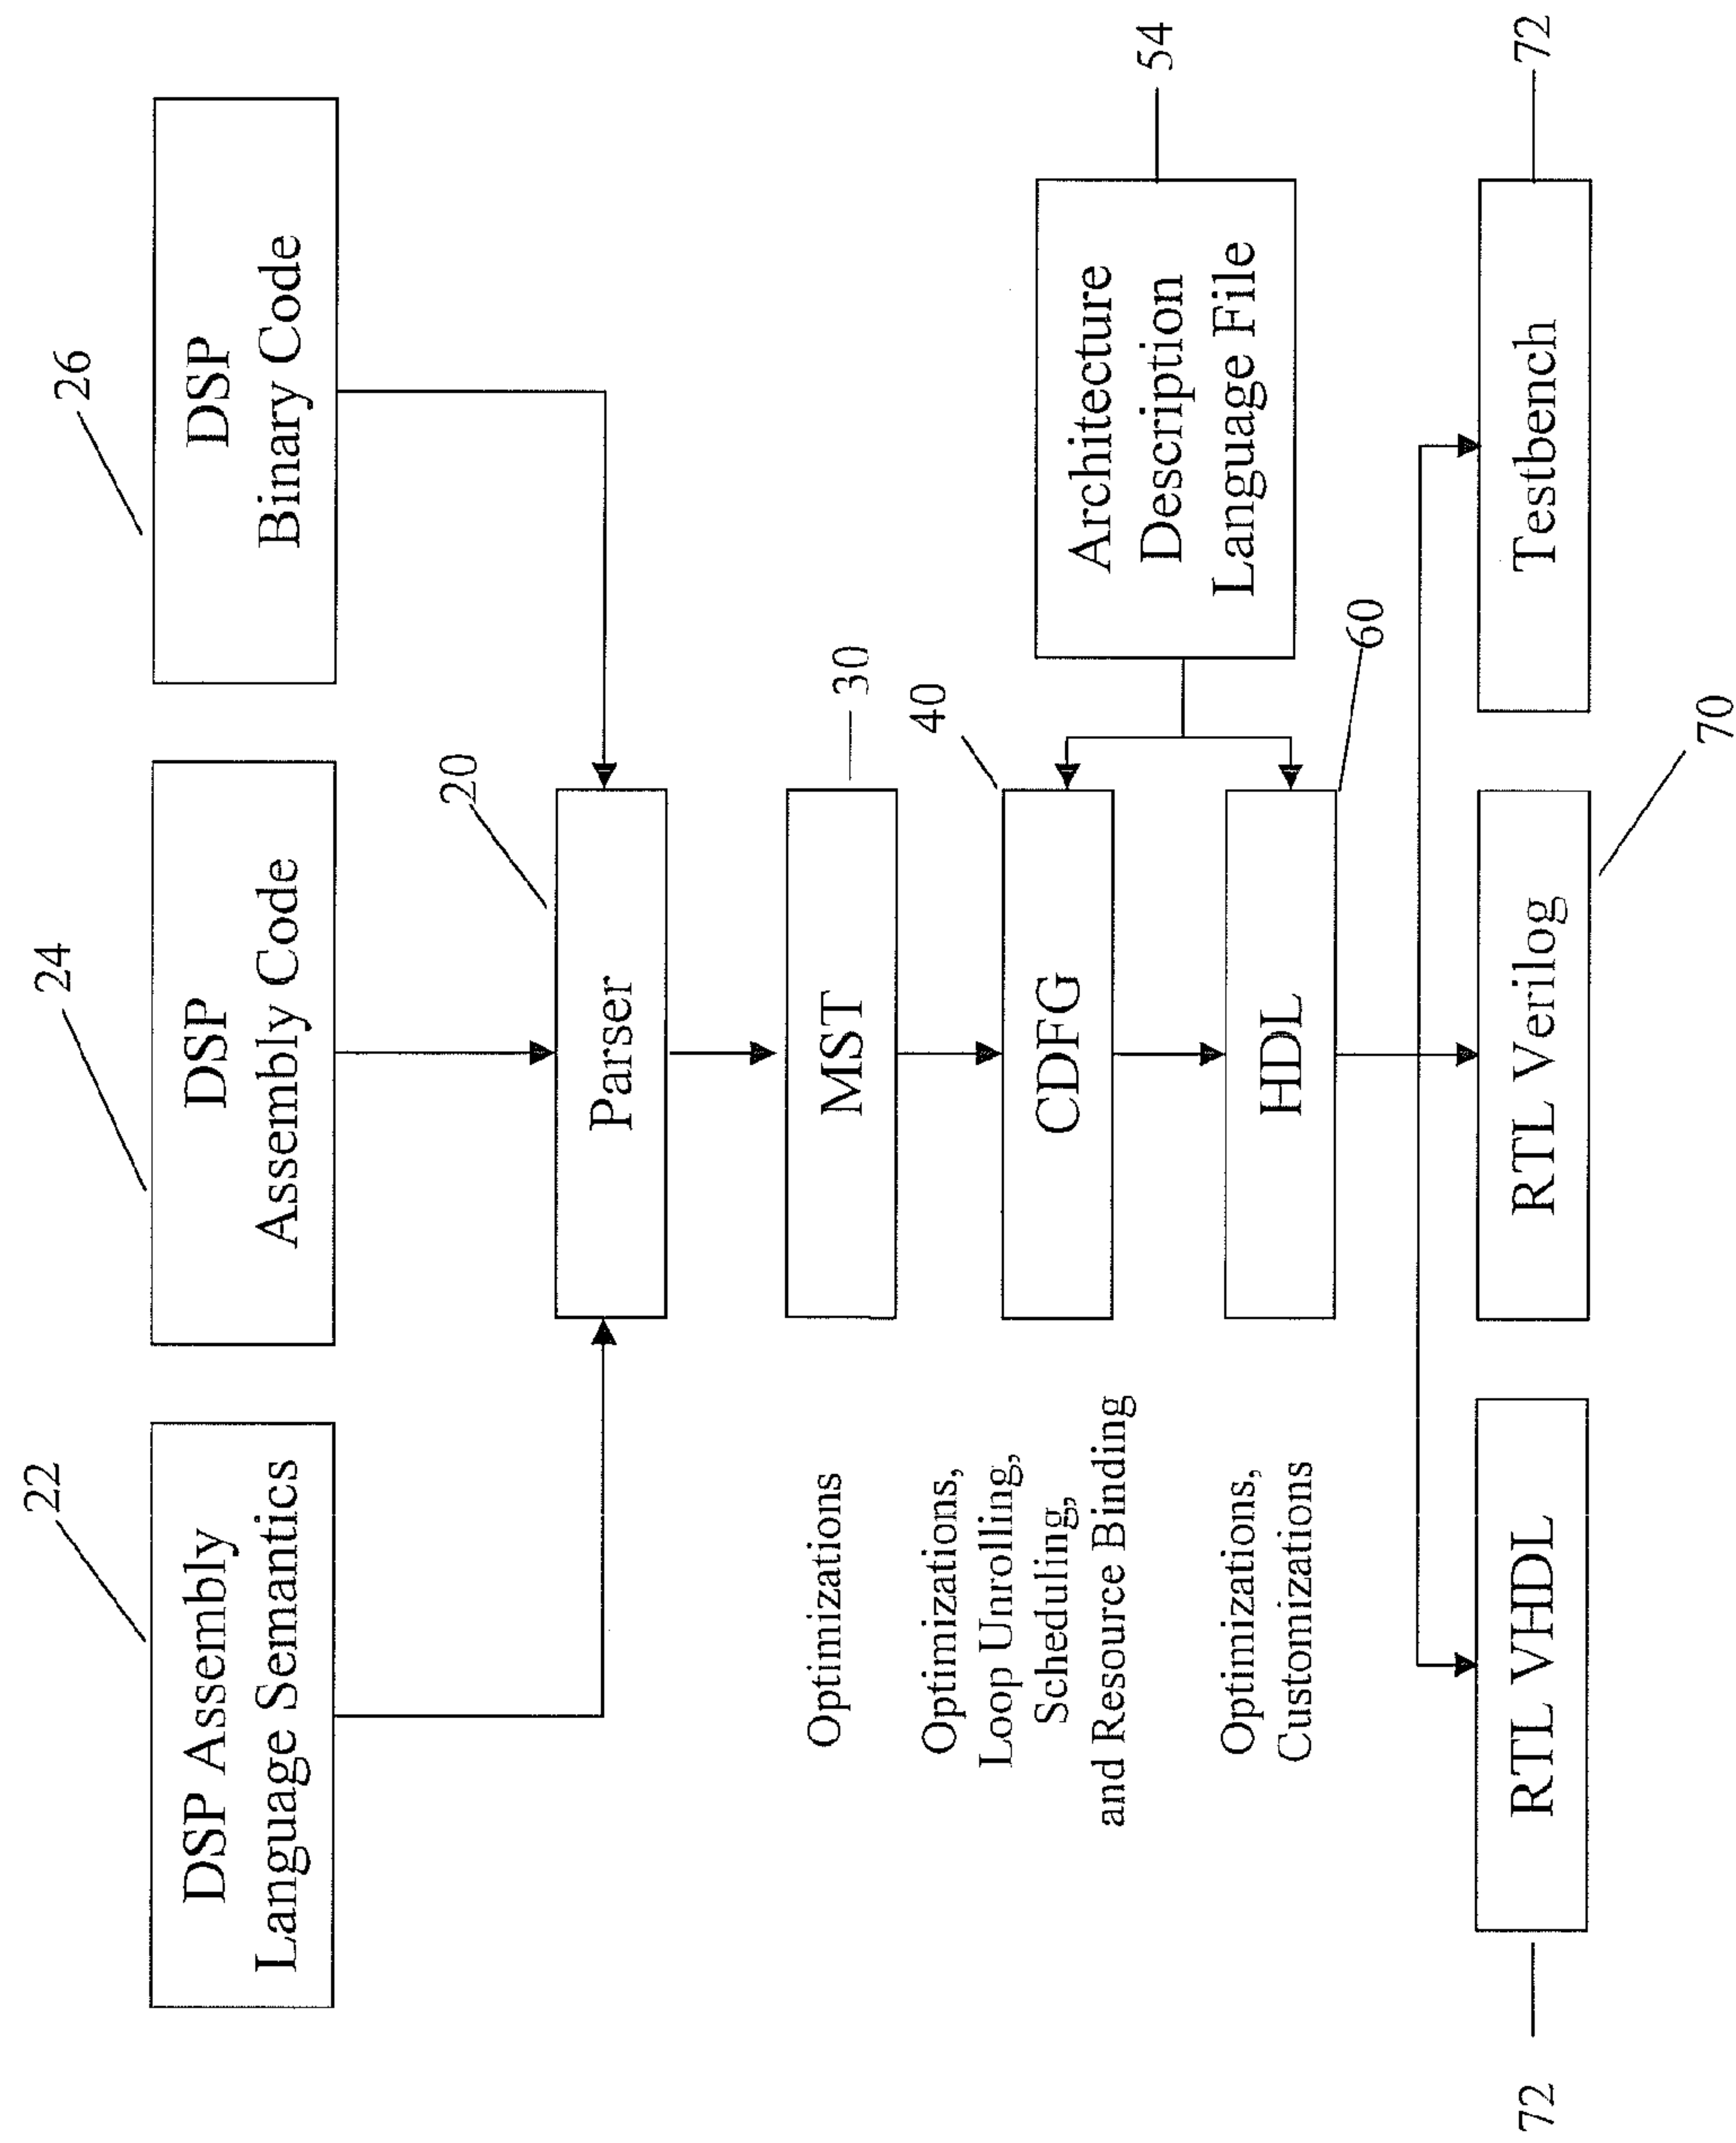 22
24
26
DSP Assembly
Language Semantics
DSP
Assembly Code
DSP
Binary Code
20
Parser
Optimizations
MST
30
Optimizations,
Loop Unrolling,
Scheduling,
and Resource Binding
40
CDFG
Architecture
Description
Language File
54
Optimizations,
Customizations
HDL
60
72
RTL VHDL
RTL Verilog
Testbench
72
70